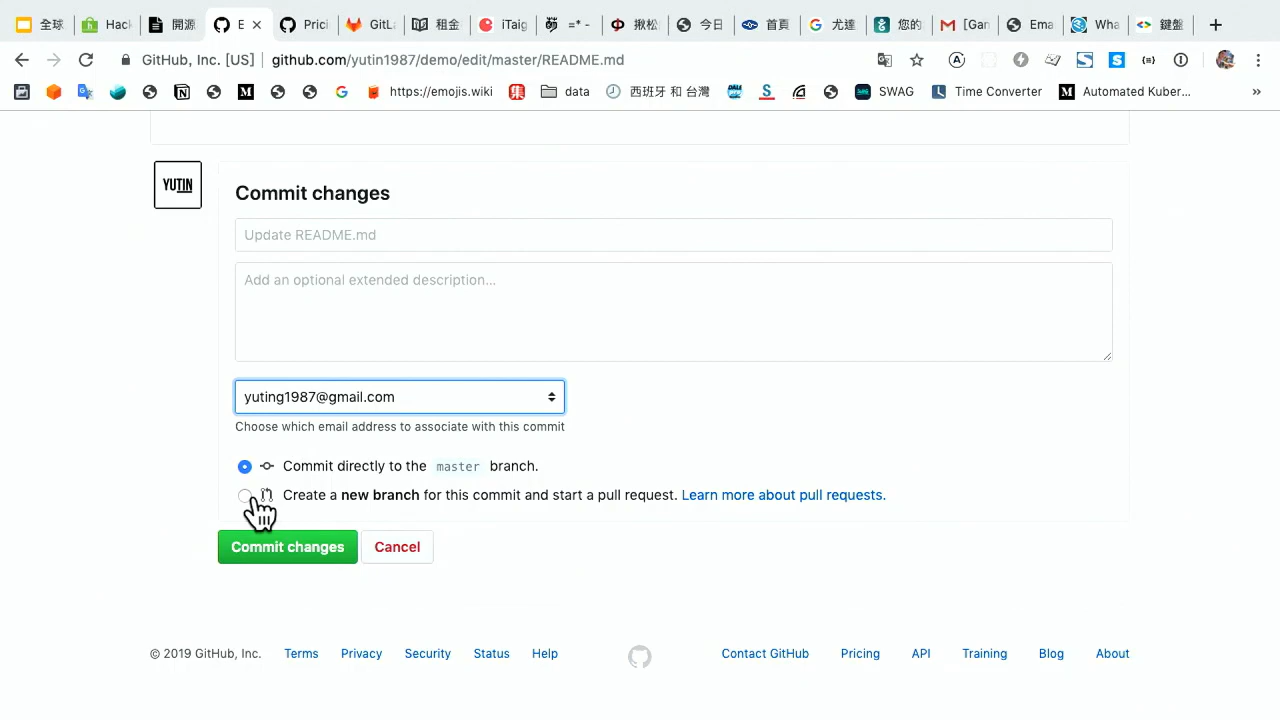 全球 Hack 開源 E Prici GitLa 租金 iTaig =* - 揪松 今日 首頁 尤達 您的 [Gan Ema Wha 鍵盤
GitHub, Inc. [US] github.com/yutin1987/demo/edit/master/README.md
https://emojis.wiki data 西班牙 和 台灣 SWAG Time Converter Automated Kuber... »
YUTIN
Commit changes
Update README.md
Add an optional extended description...
yuting1987@gmail.com
Choose which email address to associate with this commit
Commit directly to the master branch.
Create a new branch for this commit and start a pull request. Learn more about pull requests.
Commit changes Cancel
© 2019 GitHub, Inc. Terms Privacy Security Status Help Contact GitHub Pricing API Training Blog About